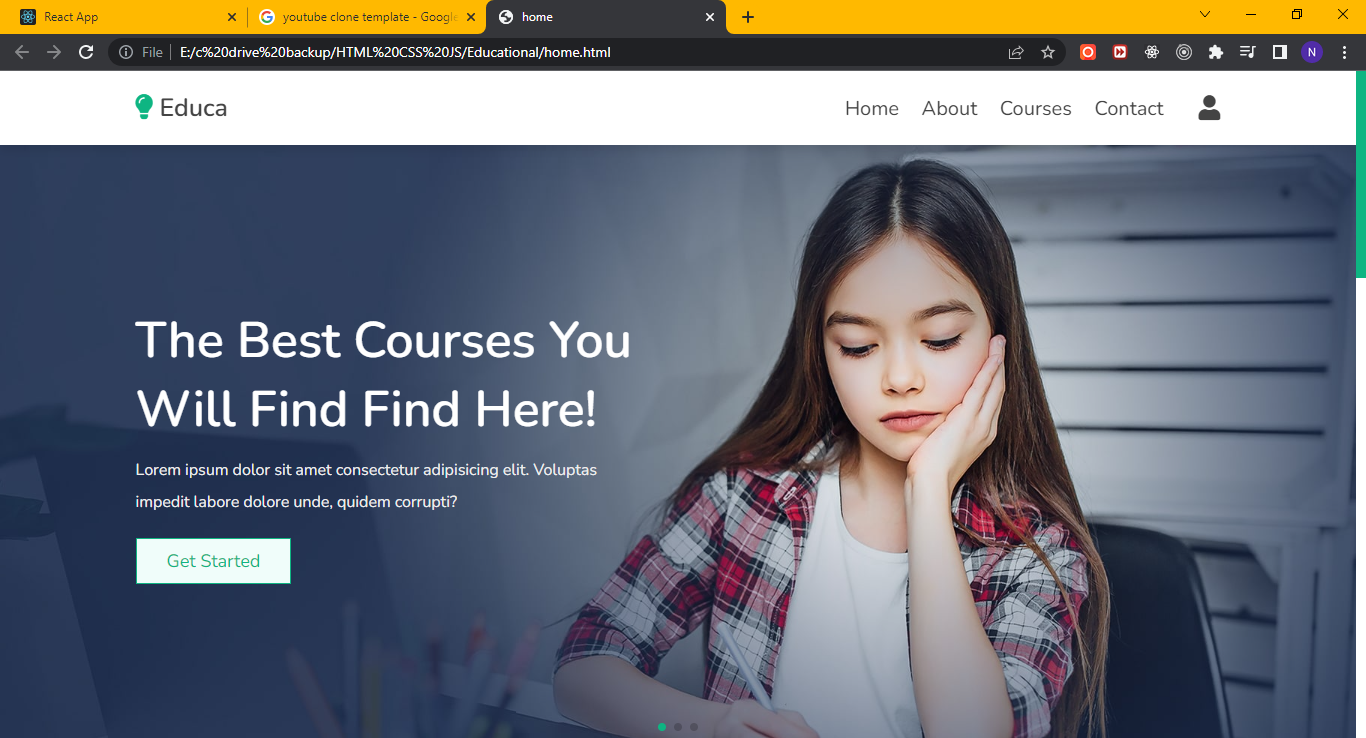 React App
youtube clone template - Google
home
File
E:/c%20drive%20backup/HTML%20CSS%20JS/Educational/home.html
N
Educa
Home About Courses Contact
The Best Courses You
Will Find Find Here!
Lorem ipsum dolor sit amet consectetur adipisicing elit. Voluptas
impedit labore dolore unde, quidem corrupti?
Get Started